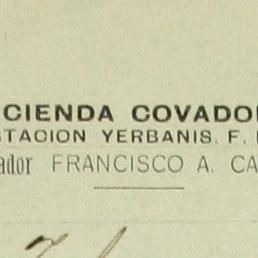 CIENDA COVADO
STACION YERBANIS. F.
ador FRANCISCO A. CA